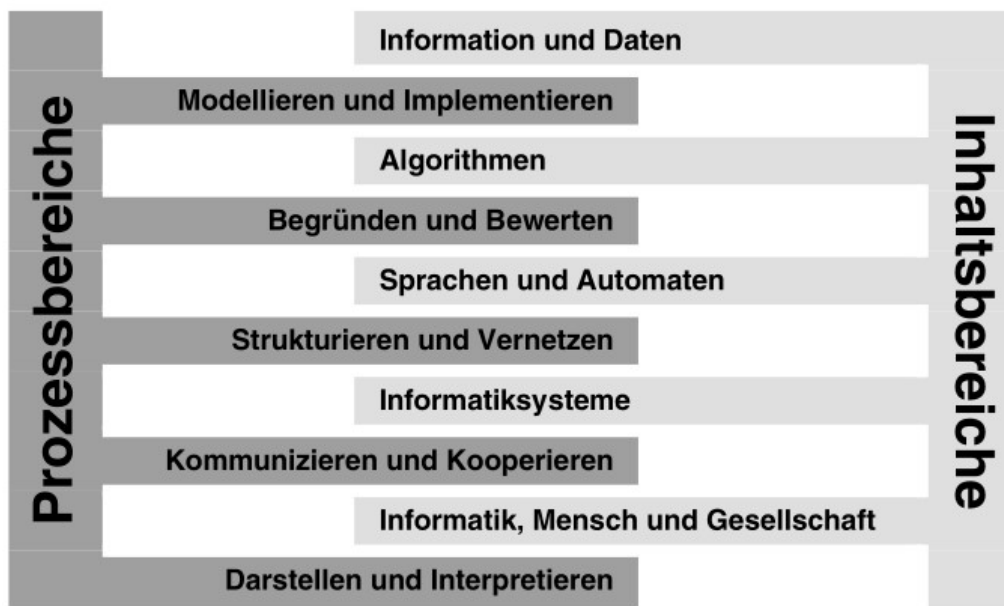 Prozessbereiche
Information und Daten
Modellieren und Implementieren
Algorithmen
Begründen und Bewerten
Sprachen und Automaten
Strukturieren und Vernetzen
Informatiksysteme
Kommunizieren und Kooperieren
Informatik, Mensch und Gesellschaft
Darstellen und Interpretieren
Inhaltsbereiche